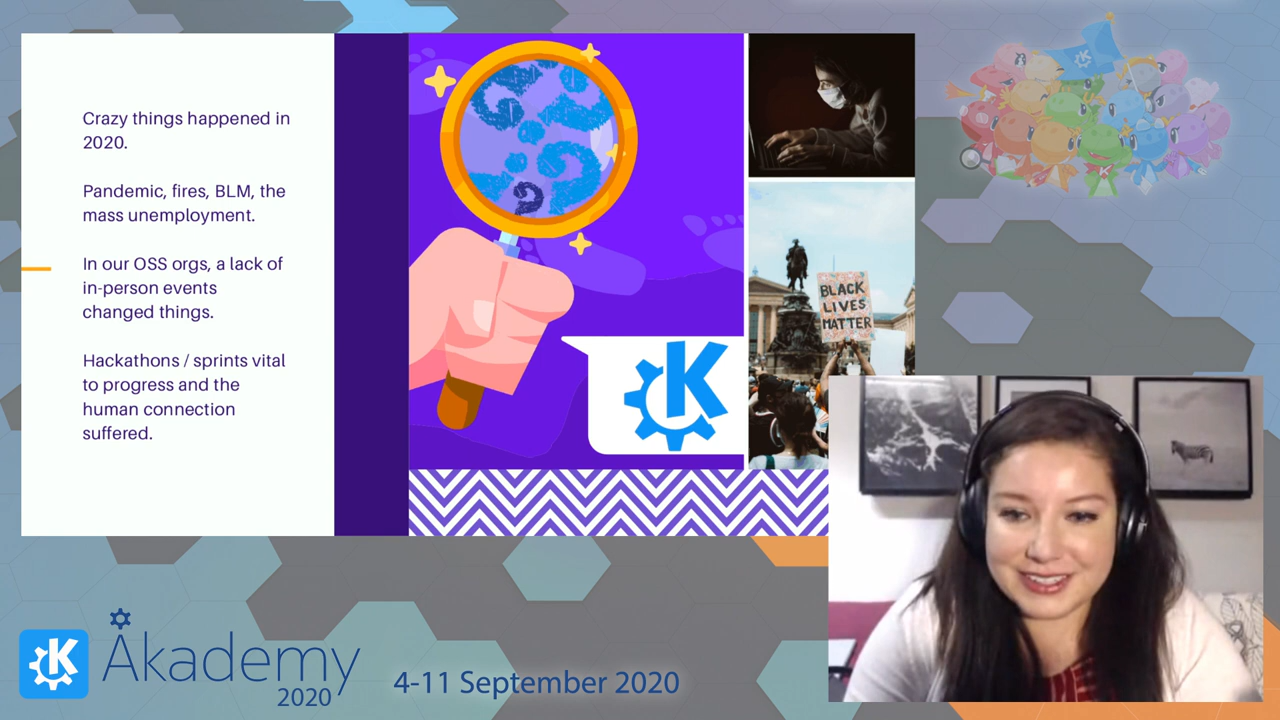 Crazy things happened in
2020.
Pandemic, fires, BLM, the
mass unemployment.
In our OSS orgs, a lack of
in-person events
changed things.
Hackathons / sprints vital
to progress and the
human connection
suffered.
BLACK
LIVES
MATTER
Akademy
2020
4-11 September 2020